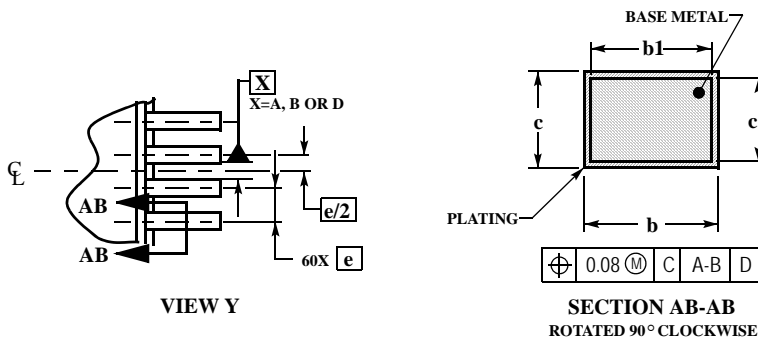 X
X=A, B OR D
℄
AB
AB
e/2
60X e
VIEW Y
BASE METAL
b1
c
c
PLATING
b
⌖ 0.08 Ⓜ C A-B D
SECTION AB-AB
ROTATED 90° CLOCKWISE